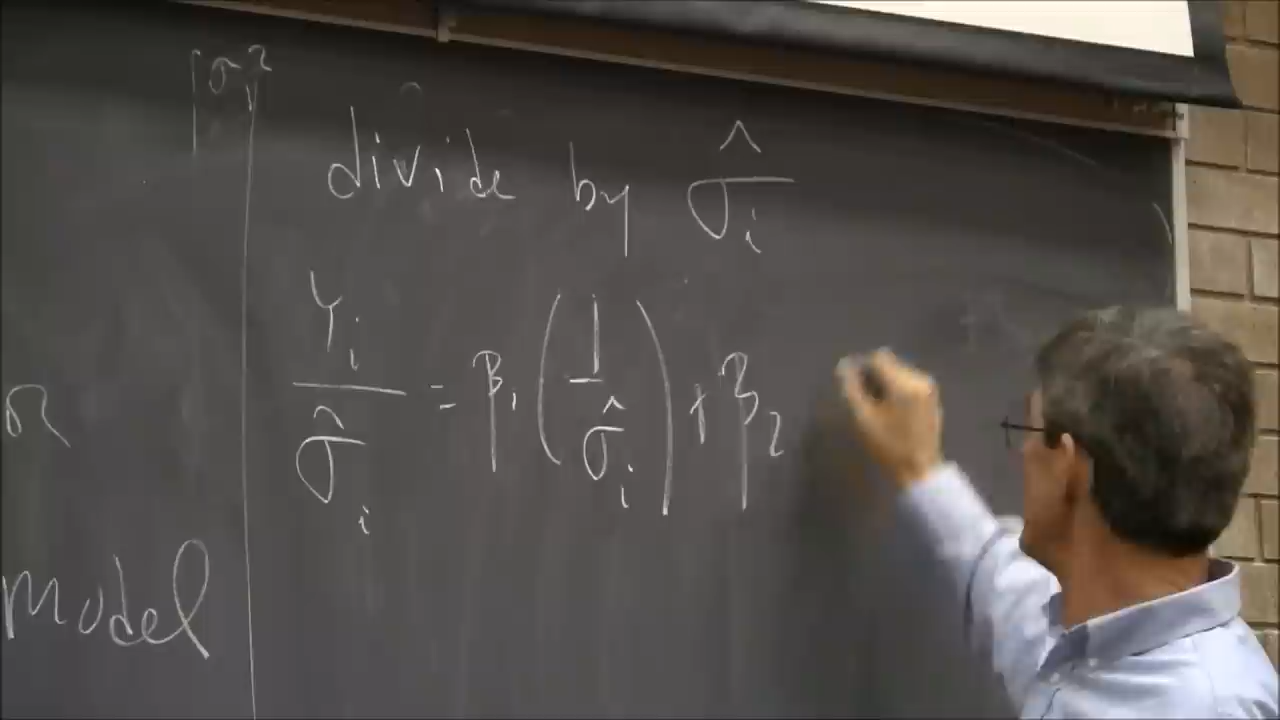 σ²
divide by σ̂ᵢ
Yᵢ/σ̂ᵢ = β₁ (1/σ̂ᵢ) + β₂
model